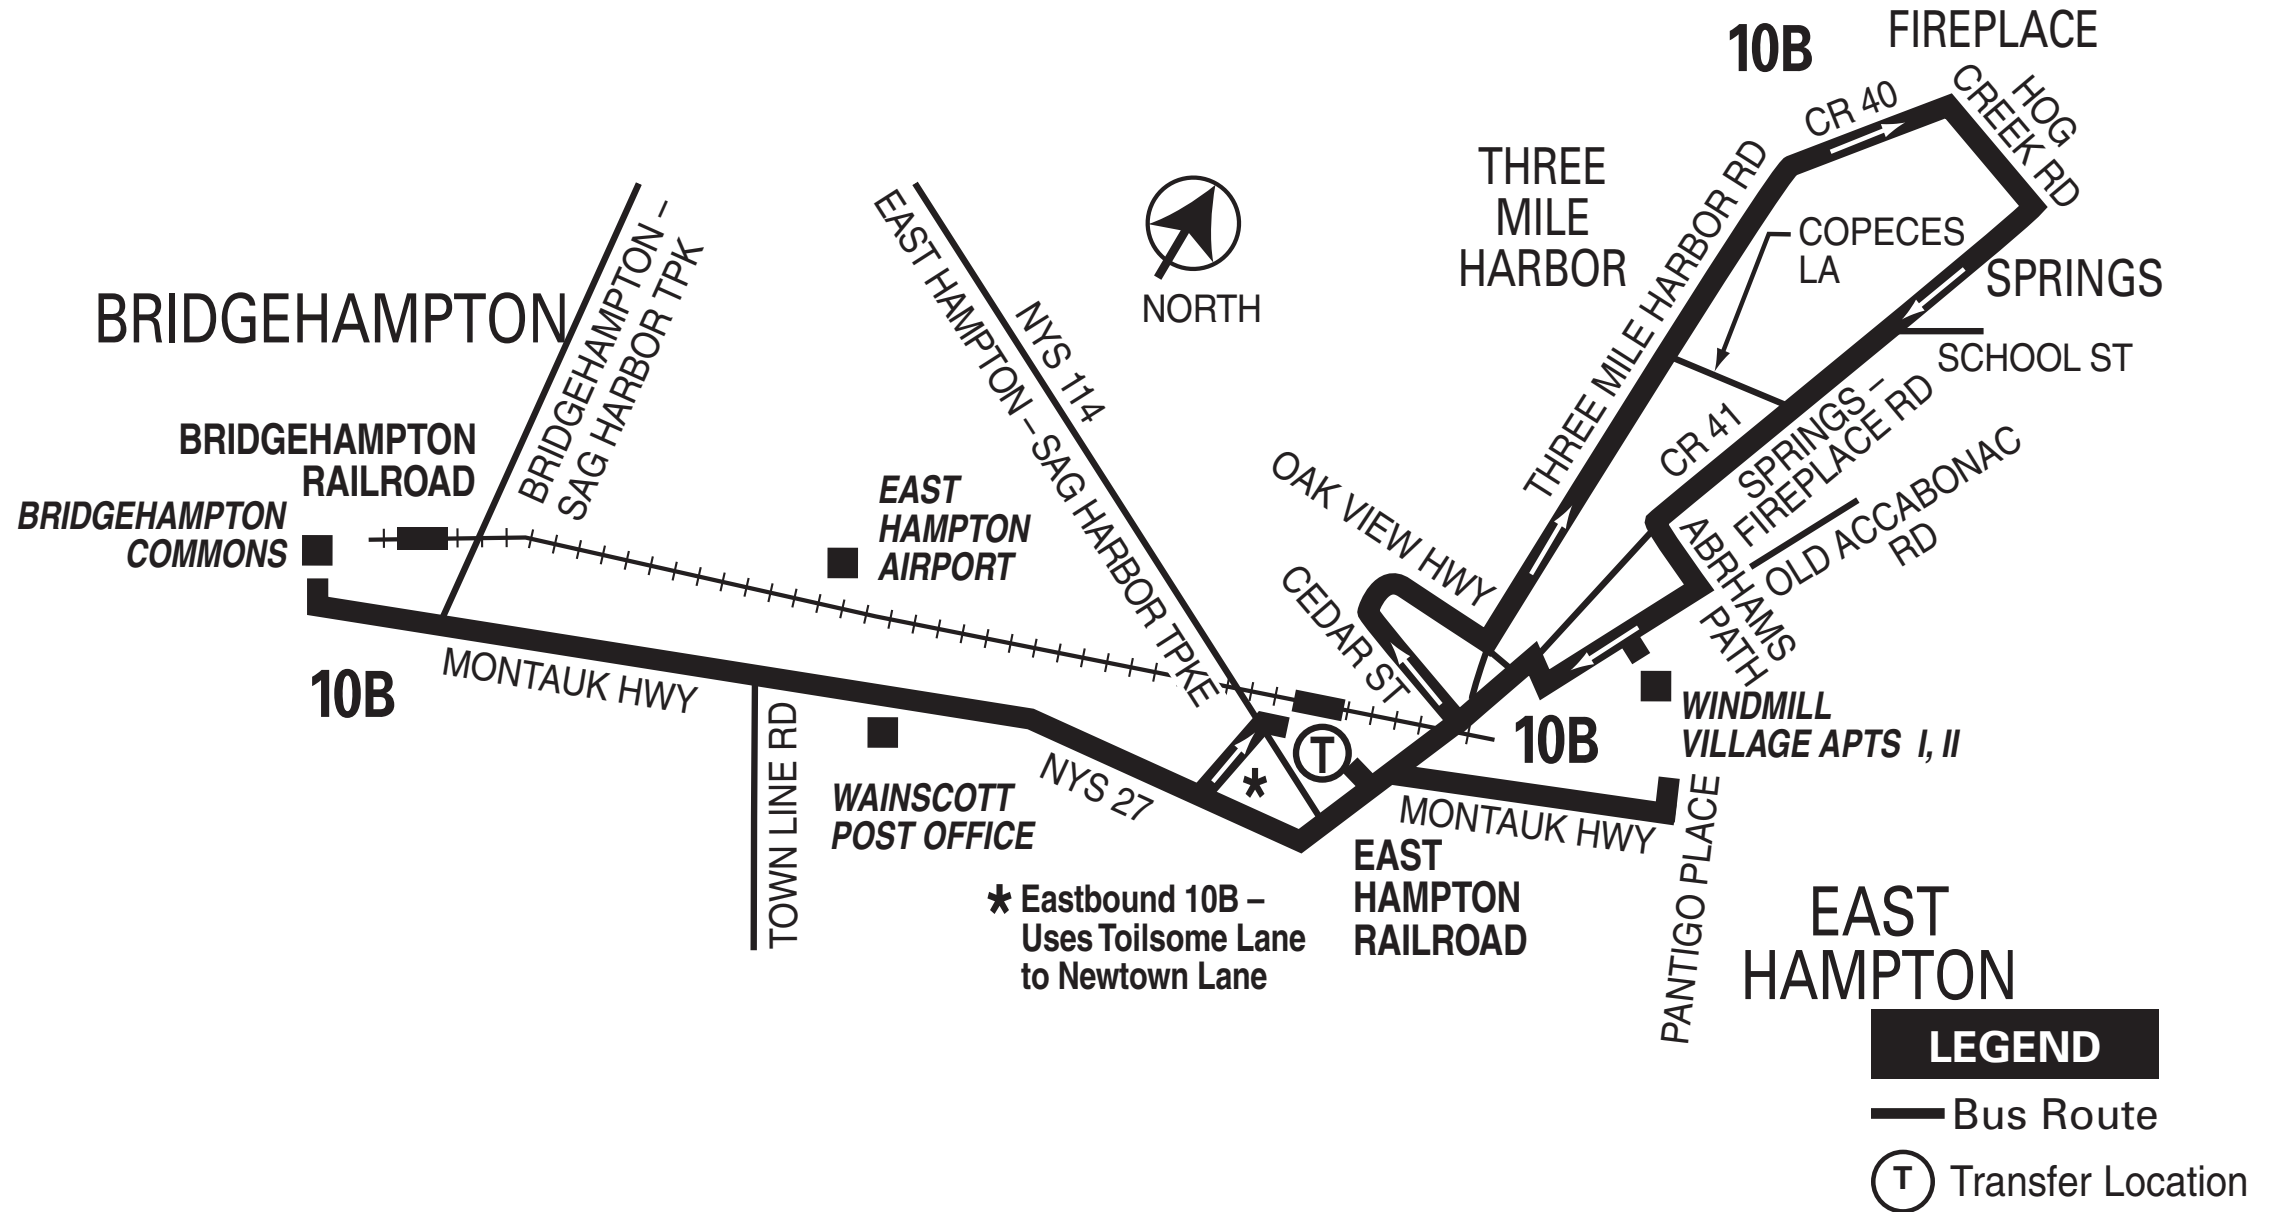 10B
FIREPLACE
CR 40
HOG
CREEK RD
THREE
MILE
HARBOR
THREE MILE HARBOR RD
COPECES
LA
SPRINGS
SCHOOL ST
CR 41
SPRINGS –
FIREPLACE RD
OLD ACCABONAC
RD
ABRHAMS
PATH
NORTH
BRIDGEHAMPTON
BRIDGEHAMPTON –
SAG HARBOR TPK
NYS 114
EAST HAMPTON – SAG HARBOR TPKE
BRIDGEHAMPTON
RAILROAD
BRIDGEHAMPTON
COMMONS
EAST
HAMPTON
AIRPORT
OAK VIEW HWY
CEDAR ST
10B
MONTAUK HWY
TOWN LINE RD
WAINSCOTT
POST OFFICE
NYS 27
*
T
10B
WINDMILL
VILLAGE APTS I, II
MONTAUK HWY
PANTIGO PLACE
EAST
HAMPTON
RAILROAD
* Eastbound 10B –
Uses Toilsome Lane
to Newtown Lane
EAST
HAMPTON
LEGEND
Bus Route
T Transfer Location